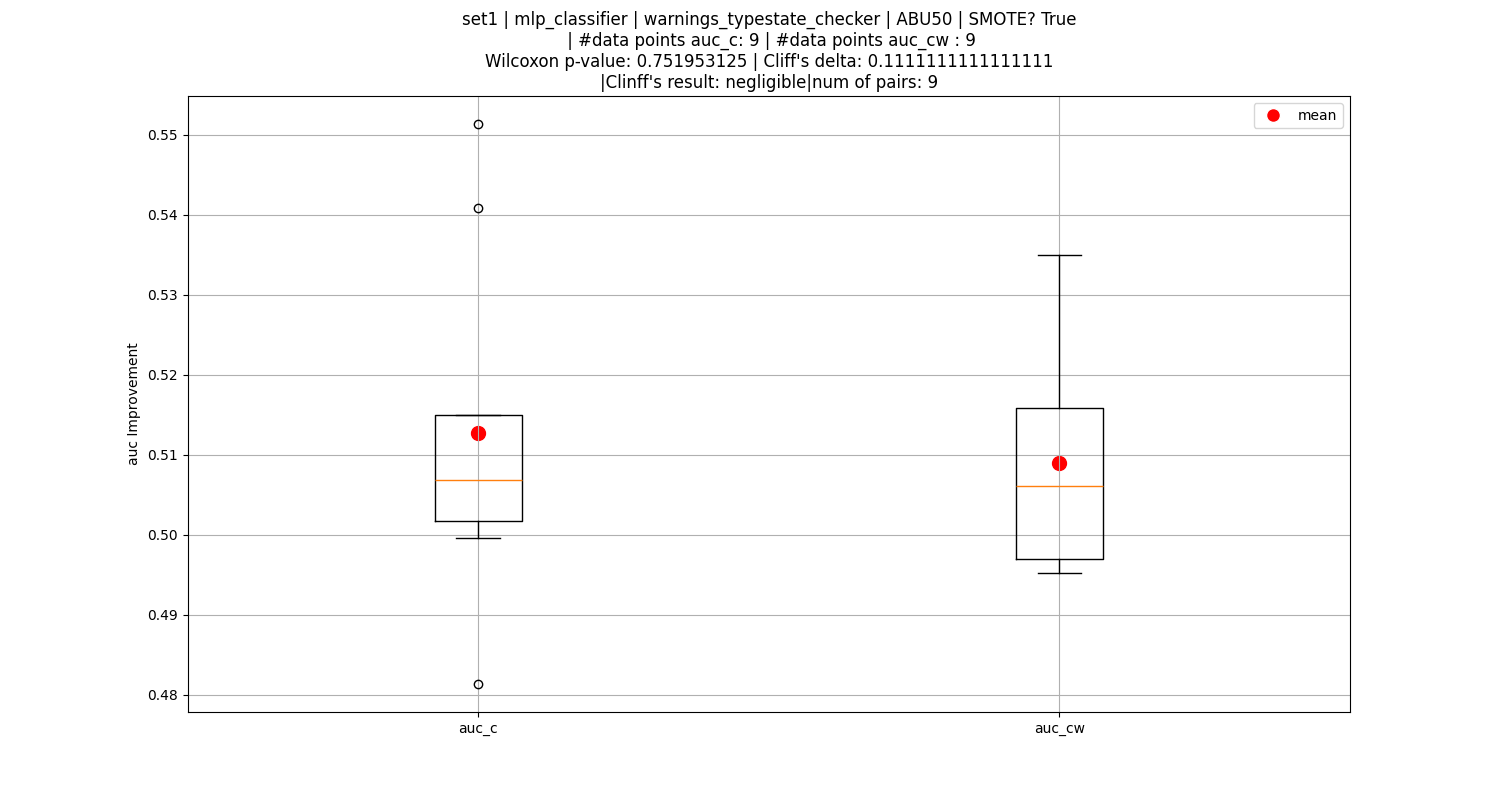 set1 | mlp_classifier | warnings_typestate_checker | ABU50 | SMOTE? True
| #data points auc_c: 9 | #data points auc_cw : 9
Wilcoxon p-value: 0.751953125 | Cliff's delta: 0.1111111111111111
|Clinff's result: negligible|num of pairs: 9
mean
0.55
0.54
0.53
0.52
0.51
0.50
0.49
0.48
auc Improvement
auc_c
auc_cw